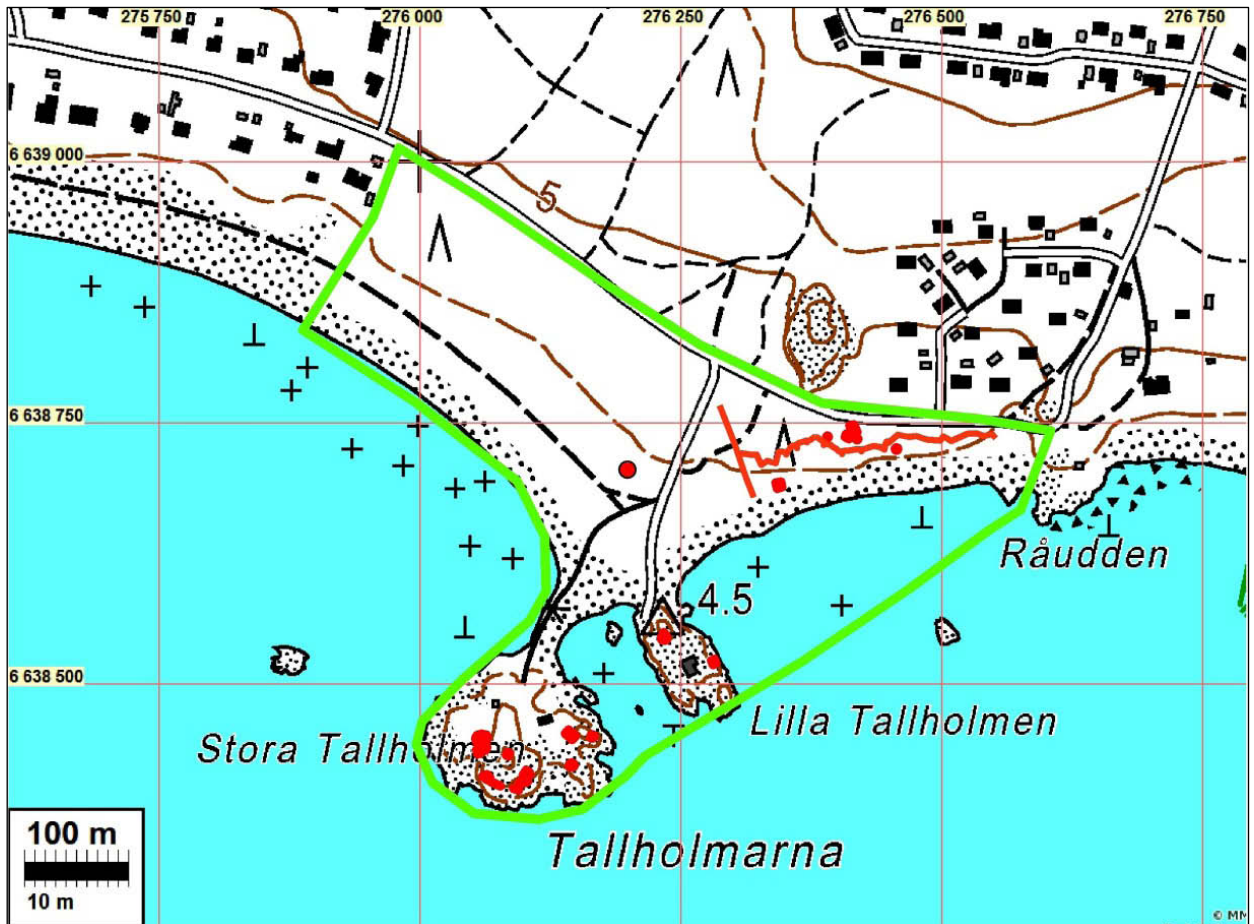 275 750
276 000
276 250
276 500
276 750
6 639 000
5
6 638 750
Råudden
4.5
6 638 500
Lilla Tallholmen
Stora Tallholmen
Tallholmarna
100 m
10 m
© MM